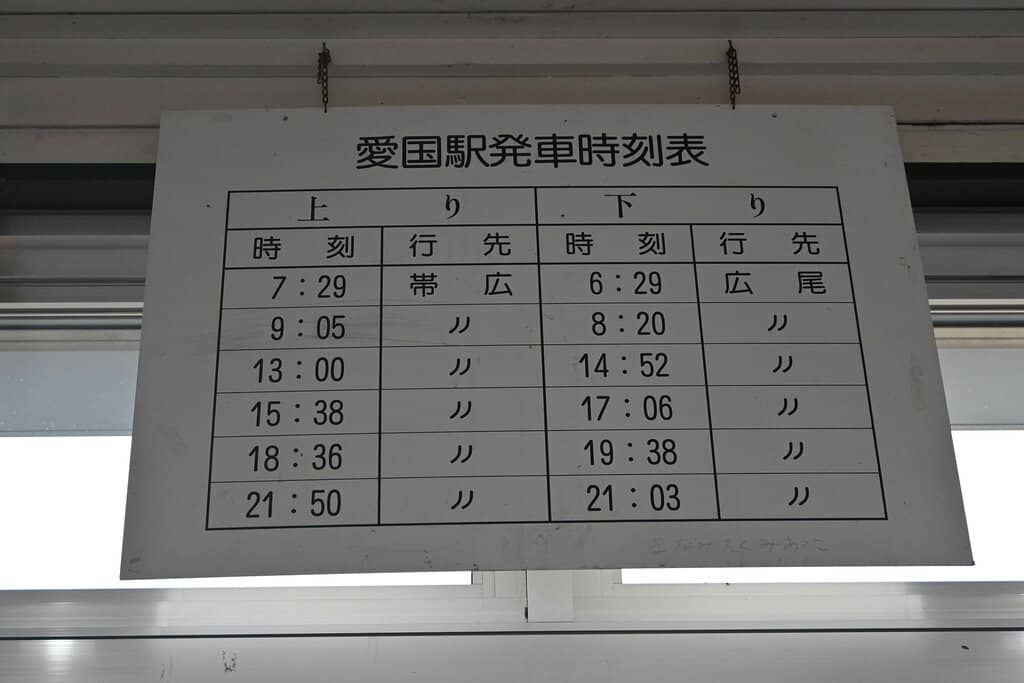 愛国駅発車時刻表
上り 下り
時刻 行先 時刻 行先
7:29 帯広 6:29 広尾
9:05 〃 8:20 〃
13:00 〃 14:52 〃
15:38 〃 17:06 〃
18:36 〃 19:38 〃
21:50 〃 21:03 〃